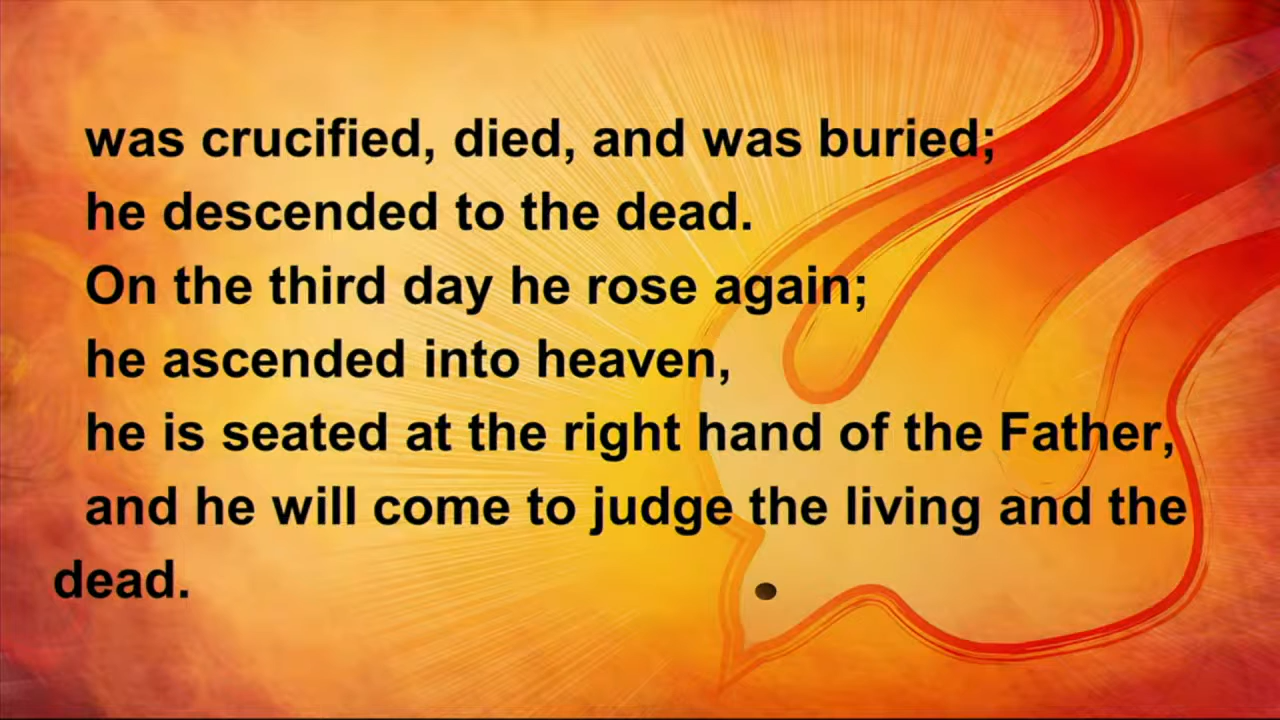 was crucified, died, and was buried;
he descended to the dead.
On the third day he rose again;
he ascended into heaven,
he is seated at the right hand of the Father,
and he will come to judge the living and the
dead.